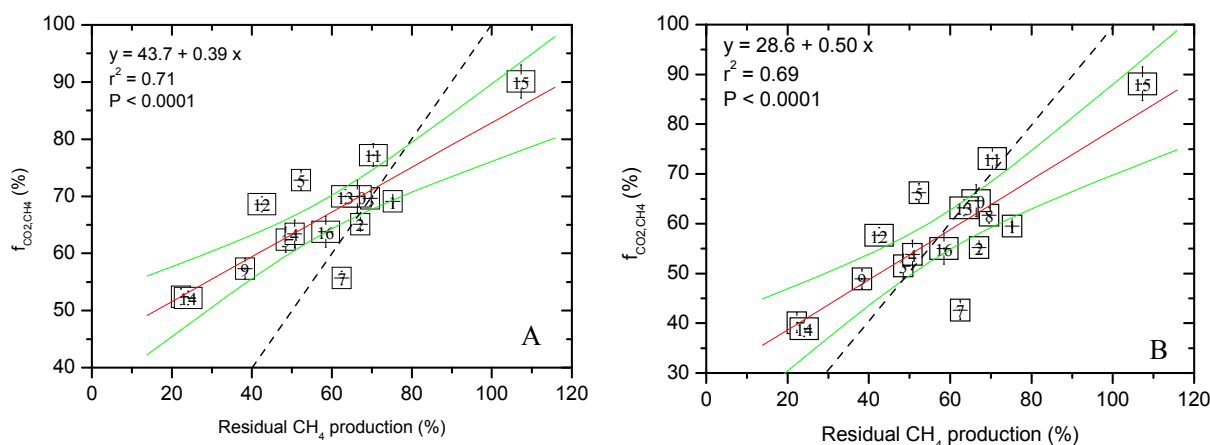 y = 43.7 + 0.39 x
r² = 0.71
P < 0.0001
100
90
80
70
60
50
40
f_CO2,CH4 (%)
0 20 40 60 80 100 120
Residual CH₄ production (%)
15
11
5
12
13
1
2
4
16
9
7
14
A
y = 28.6 + 0.50 x
r² = 0.69
P < 0.0001
100
90
80
70
60
50
40
30
f_CO2,CH4 (%)
0 20 40 60 80 100 120
Residual CH₄ production (%)
15
11
5
13
8
1
12
2
4
16
9
7
14
B